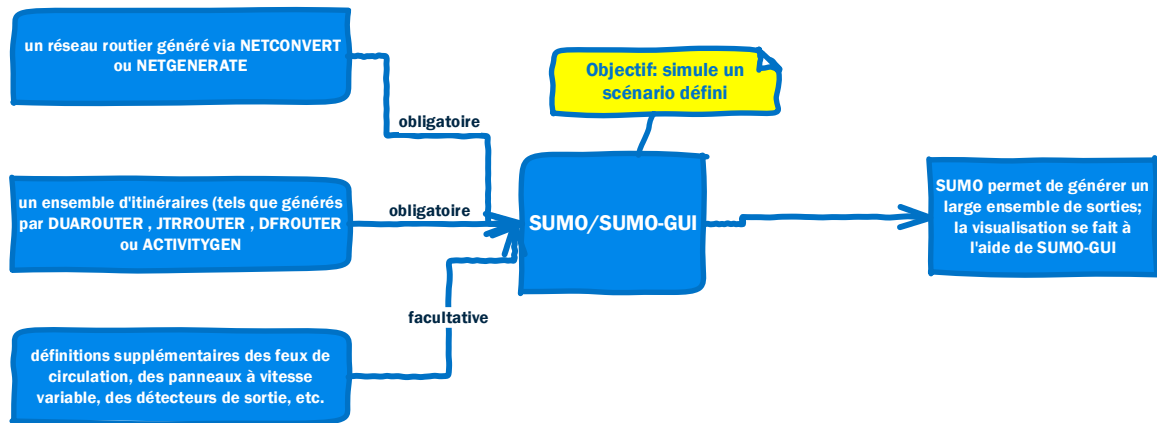 un réseau routier généré via NETCONVERT
ou NETGENERATE
Objectif: simule un
scénario défini
obligatoire
un ensemble d'itinéraires (tels que générés
par DUAROUTER , JTRROUTER , DFROUTER
ou ACTIVITYGEN
obligatoire
SUMO/SUMO-GUI
SUMO permet de générer un
large ensemble de sorties;
la visualisation se fait à
l'aide de SUMO-GUI
facultative
définitions supplémentaires des feux de
circulation, des panneaux à vitesse
variable, des détecteurs de sortie, etc.